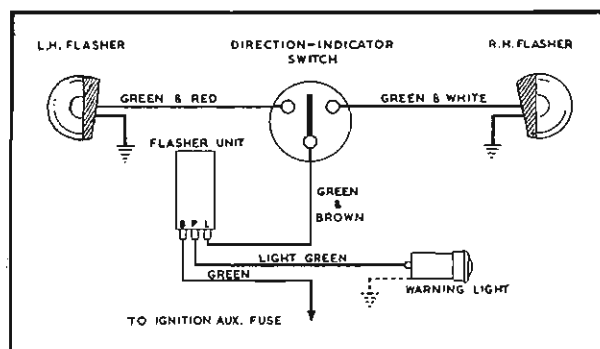 L.H. FLASHER
DIRECTION-INDICATOR
SWITCH
R.H. FLASHER
GREEN & RED
GREEN & WHITE
FLASHER UNIT
GREEN
&
BROWN
B P L
LIGHT GREEN
GREEN
WARNING LIGHT
TO IGNITION AUX. FUSE